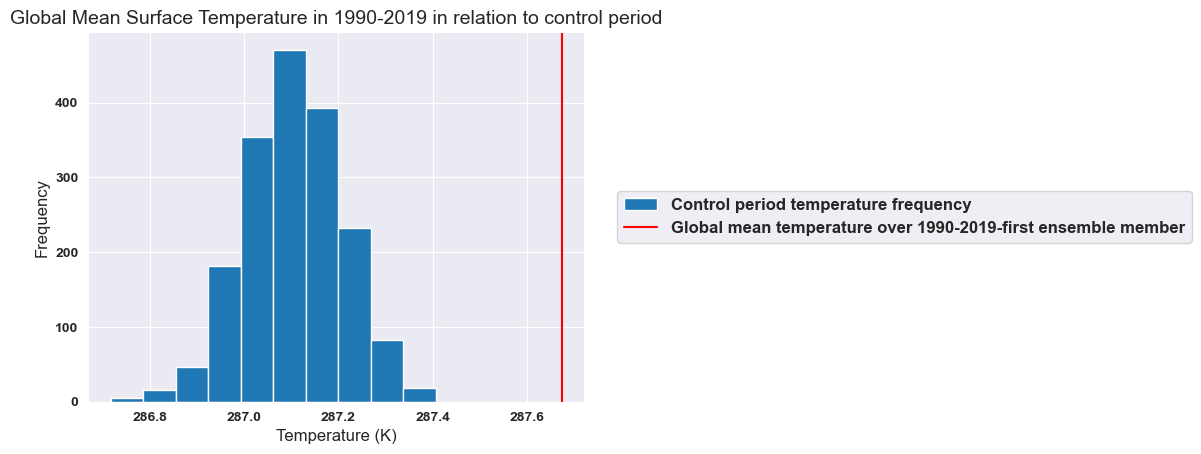 Global Mean Surface Temperature in 1990-2019 in relation to control period
Frequency
400
300
200
100
0
286.8 287.0 287.2 287.4 287.6
Temperature (K)
Control period temperature frequency
Global mean temperature over 1990-2019-first ensemble member